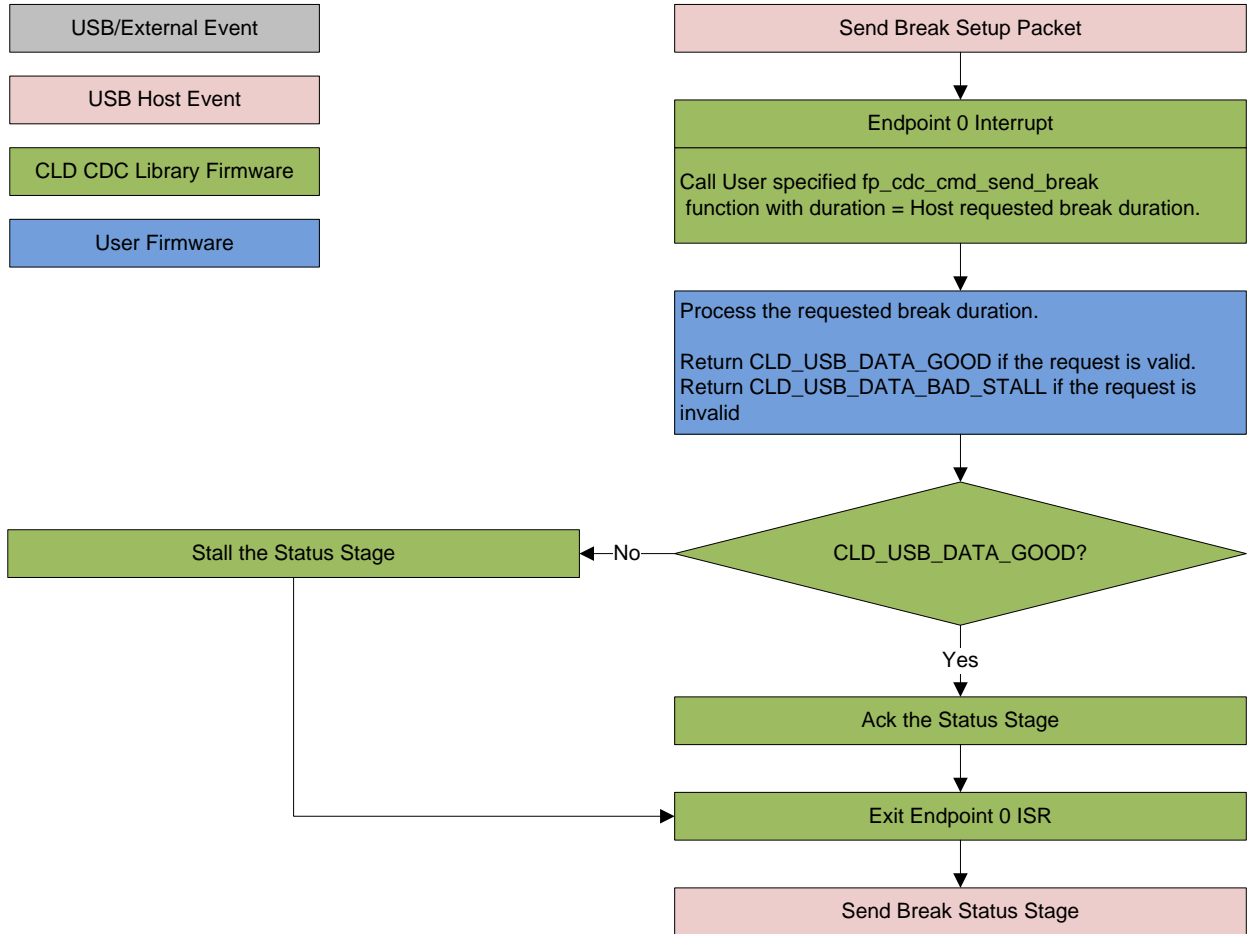 USB/External Event
USB Host Event
CLD CDC Library Firmware
User Firmware
Send Break Setup Packet
Endpoint 0 Interrupt
Call User specified fp_cdc_cmd_send_break
function with duration = Host requested break duration.
Process the requested break duration.
Return CLD_USB_DATA_GOOD if the request is valid.
Return CLD_USB_DATA_BAD_STALL if the request is
invalid
CLD_USB_DATA_GOOD?
No
Stall the Status Stage
Yes
Ack the Status Stage
Exit Endpoint 0 ISR
Send Break Status Stage